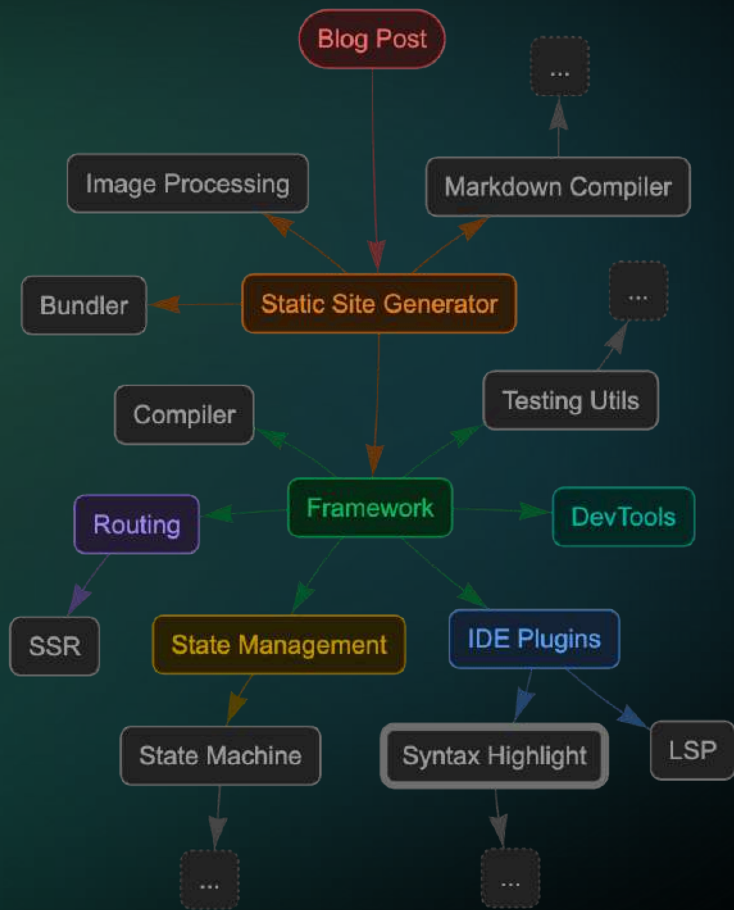 Blog Post
...
Image Processing
Markdown Compiler
Bundler
Static Site Generator
...
Compiler
Testing Utils
Routing
Framework
DevTools
SSR
State Management
IDE Plugins
State Machine
Syntax Highlight
LSP
...
...